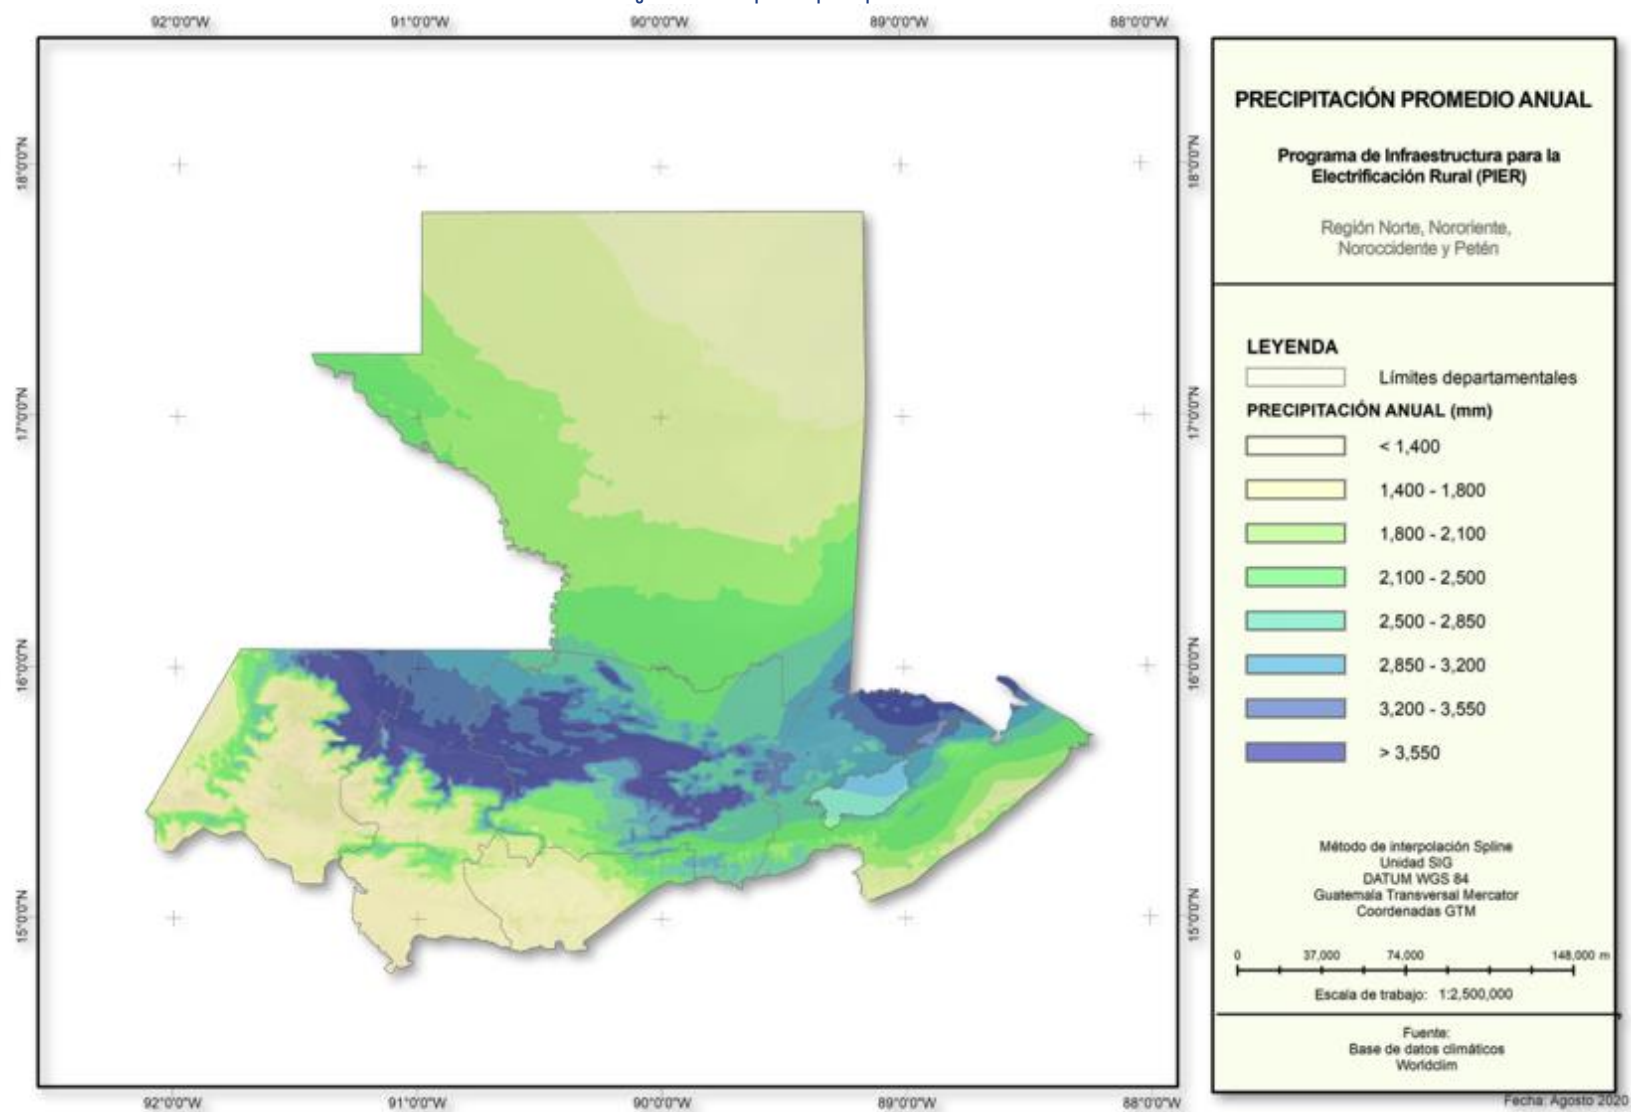 92°0'0"W 91°0'0"W 90°0'0"W 89°0'0"W 88°0'0"W
18°0'0"N 18°0'0"N
17°0'0"N 17°0'0"N
16°0'0"N 16°0'0"N
15°0'0"N 15°0'0"N
92°0'0"W 91°0'0"W 90°0'0"W 89°0'0"W 88°0'0"W
PRECIPITACIÓN PROMEDIO ANUAL
Programa de Infraestructura para la
Electrificación Rural (PIER)
Región Norte, Nororiente,
Noroccidente y Petén
LEYENDA
Límites departamentales
PRECIPITACIÓN ANUAL (mm)
< 1,400
1,400 - 1,800
1,800 - 2,100
2,100 - 2,500
2,500 - 2,850
2,850 - 3,200
3,200 - 3,550
> 3,550
Método de interpolación Spline
Unidad SIG
DATUM WGS 84
Guatemala Transversal Mercator
Coordenadas GTM
0 37,000 74,000 148,000 m
Escala de trabajo: 1:2,500,000
Fuente:
Base de datos climáticos
Worldclim
Fecha: Agosto 2020